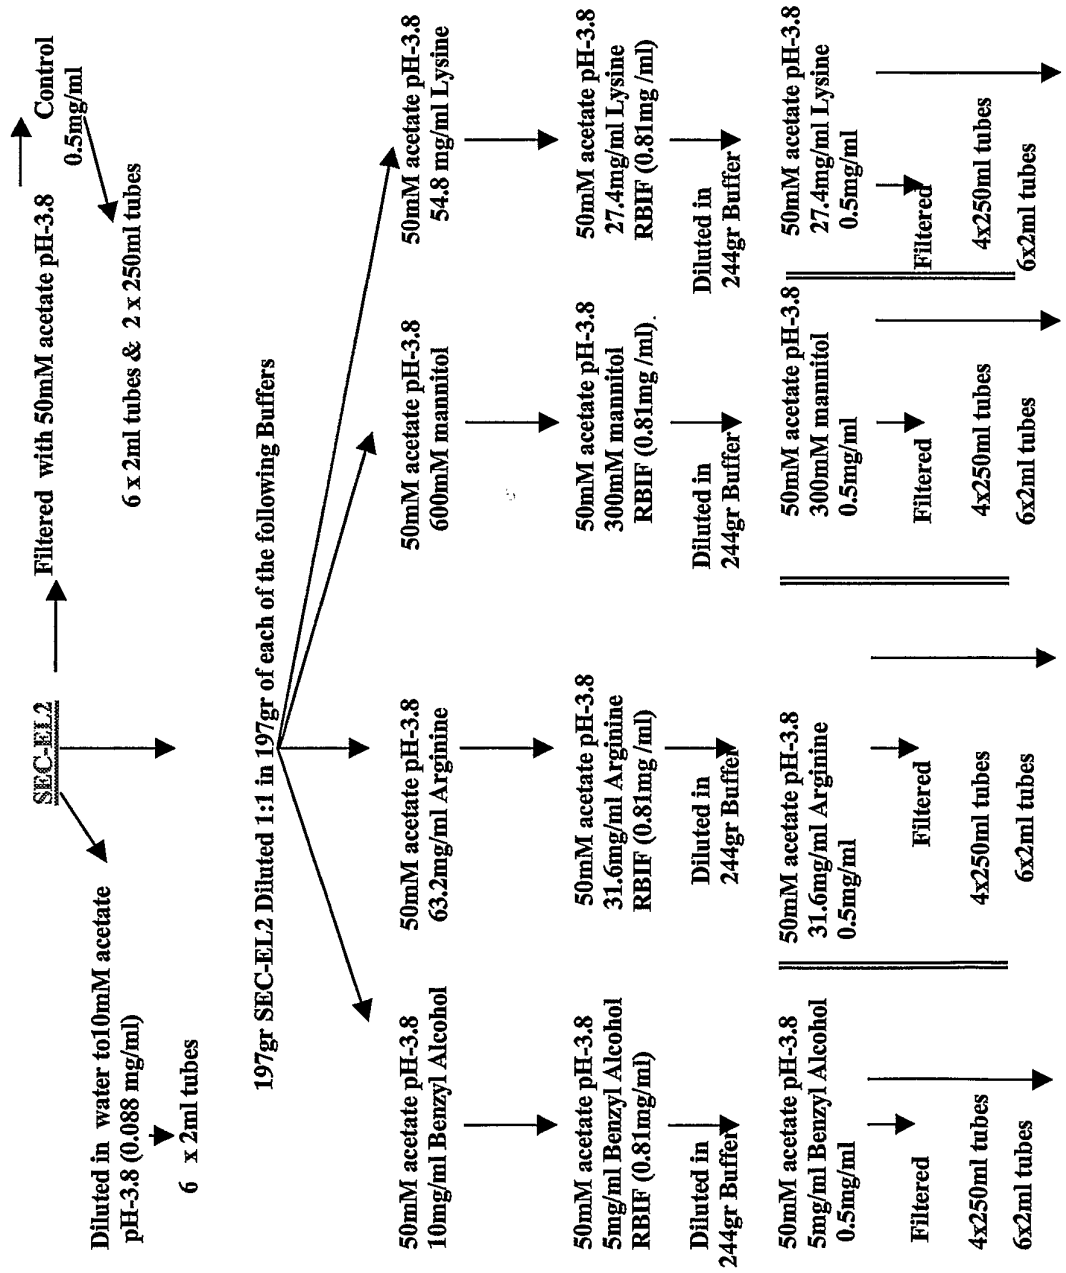 SEC-EL2
Filtered with 50mM acetate pH-3.8
Control
0.5mg/ml
6 x 2ml tubes & 2 x 250ml tubes
Diluted in water to10mM acetate
pH-3.8 (0.088 mg/ml)
6 x 2ml tubes
197gr SEC-EL2 Diluted 1:1 in 197gr of each of the following Buffers
50mM acetate pH-3.8
10mg/ml Benzyl Alcohol
50mM acetate pH-3.8
63.2mg/ml Arginine
50mM acetate pH-3.8
600mM mannitol
50mM acetate pH-3.8
54.8 mg/ml Lysine
50mM acetate pH-3.8
5mg/ml Benzyl Alcohol
RBIF (0.81mg/ml)
50mM acetate pH-3.8
31.6mg/ml Arginine
RBIF (0.81mg /ml)
50mM acetate pH-3.8
300mM mannitol
RBIF (0.81mg /ml).
50mM acetate pH-3.8
27.4mg/ml Lysine
RBIF (0.81mg /ml)
Diluted in
244gr Buffer
Diluted in
244gr Buffer
Diluted in
244gr Buffer
Diluted in
244gr Buffer
50mM acetate pH-3.8
5mg/ml Benzyl Alcohol
0.5mg/ml
50mM acetate pH-3.8
31.6mg/ml Arginine
0.5mg/ml
50mM acetate pH-3.8
300mM mannitol
0.5mg/ml
50mM acetate pH-3.8
27.4mg/ml Lysine
0.5mg/ml
Filtered
Filtered
Filtered
Filtered
4x250ml tubes
6x2ml tubes
4x250ml tubes
6x2ml tubes
4x250ml tubes
6x2ml tubes
4x250ml tubes
6x2ml tubes